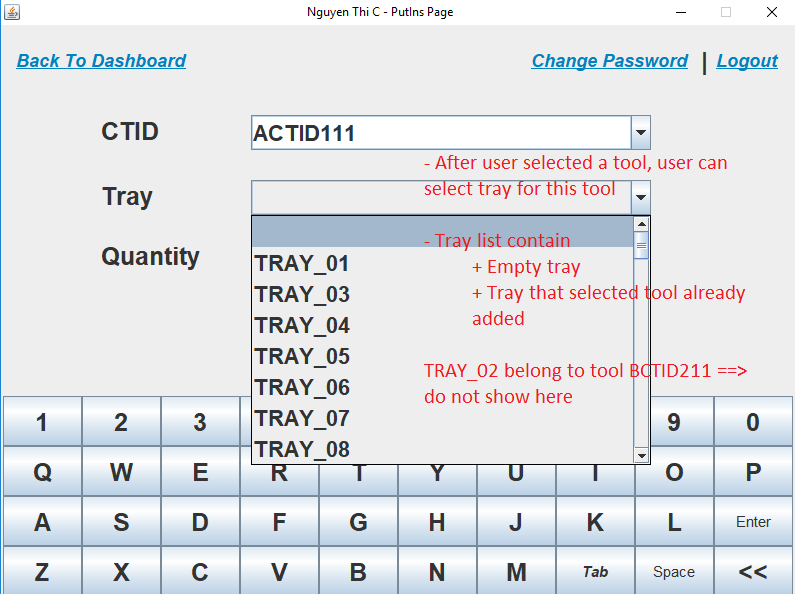 Nguyen Thi C - PutIns Page
Back To Dashboard
Change Password | Logout
CTID
ACTID111
- After user selected a tool, user can
select tray for this tool
Tray
- Tray list contain
+ Empty tray
+ Tray that selected tool already
added
TRAY_02 belong to tool BCTID211 ==>
do not show here
Quantity
TRAY_01
TRAY_03
TRAY_04
TRAY_05
TRAY_06
TRAY_07
TRAY_08
1 2 3 9 0
Q W E R T Y U I O P
A S D F G H J K L Enter
Z X C V B N M Tab Space <<